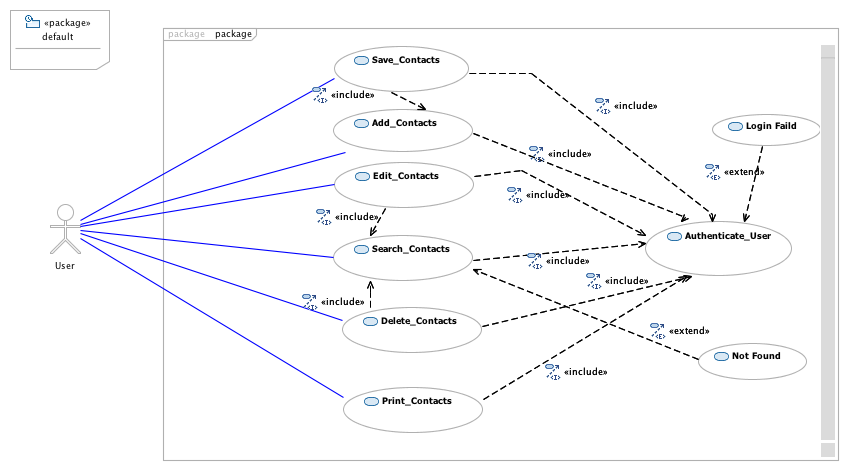 «package»
default
package package
Save_Contacts
«include»
«include»
Add_Contacts
Login Faild
«include»
Edit_Contacts
«extend»
«include»
«include»
User
Search_Contacts
Authenticate_User
«include»
«include»
«include»
Delete_Contacts
«extend»
Not Found
«include»
Print_Contacts